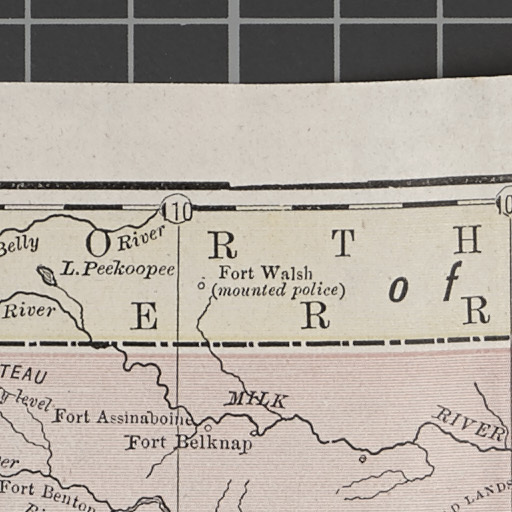 110
Belly
River
O R T H
L. Peekoopee
Fort Walsh
(mounted police)
of
River
E R R
TEAU
y level
MILK
RIVER
Fort Assinaboine
Fort Belknap
er
Fort Benton
D LANDS